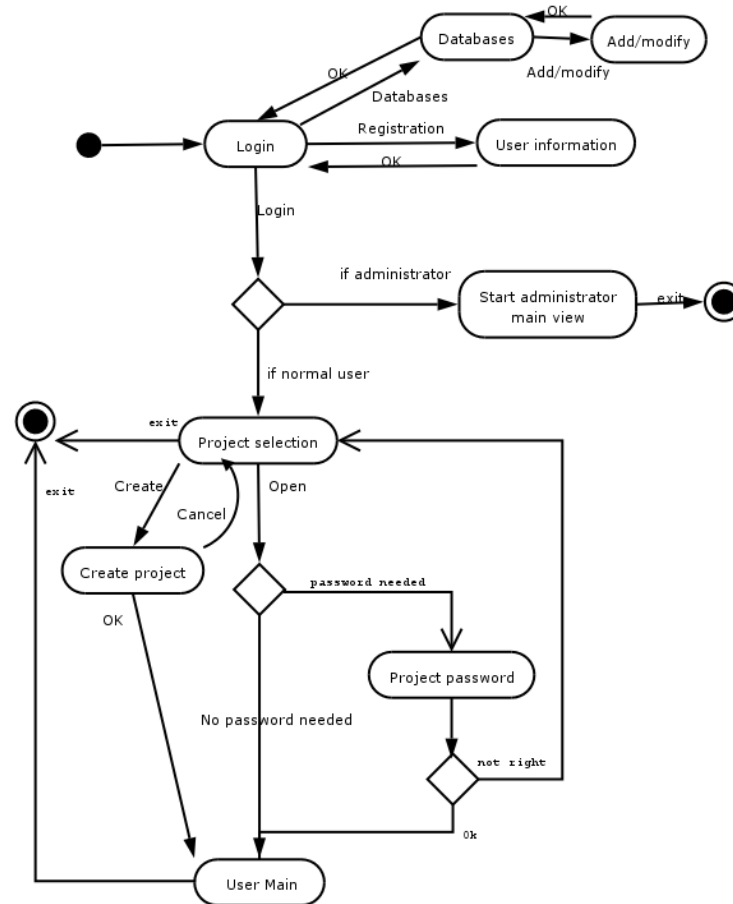 OK
Databases
Add/modify
OK
Add/modify
Databases
Registration
Login
User information
OK
Login
if administrator
Start administrator
main view
exit
if normal user
exit
Project selection
exit
Create
Open
Cancel
Create project
password needed
OK
Project password
No password needed
not right
Ok
User Main